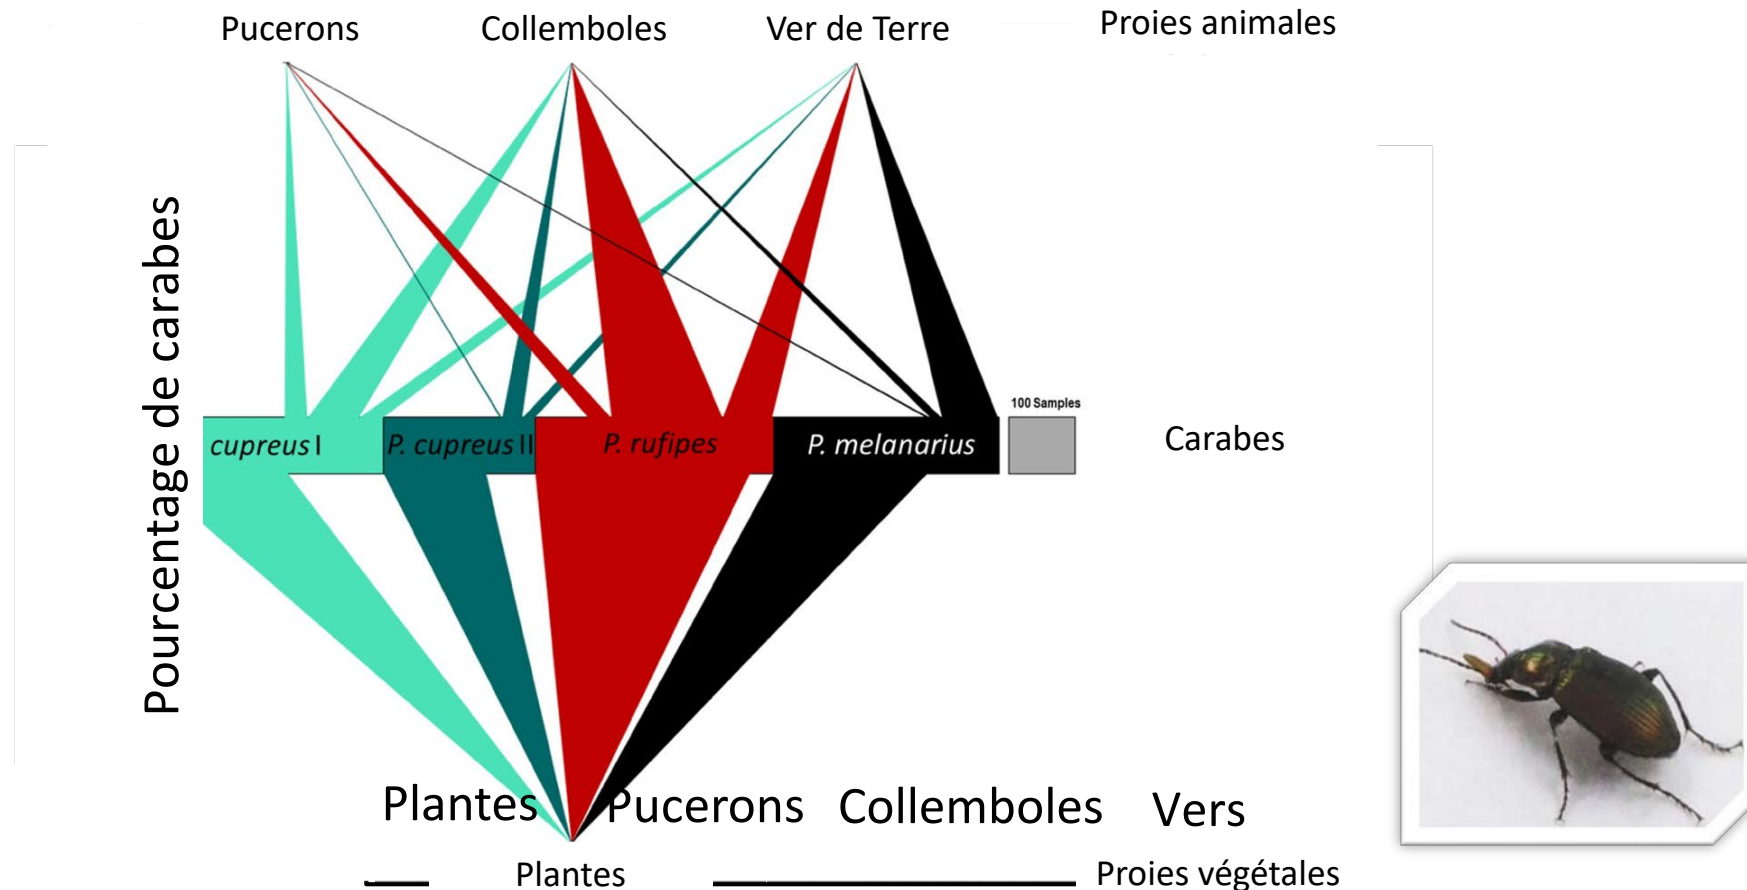 Pucerons
Collemboles
Ver de Terre
Proies animales
Pourcentage de carabes
100 Samples
cupreus I
P. cupreus II
P. rufipes
P. melanarius
Carabes
Plantes
Pucerons
Collemboles
Vers
Plantes
Proies végétales